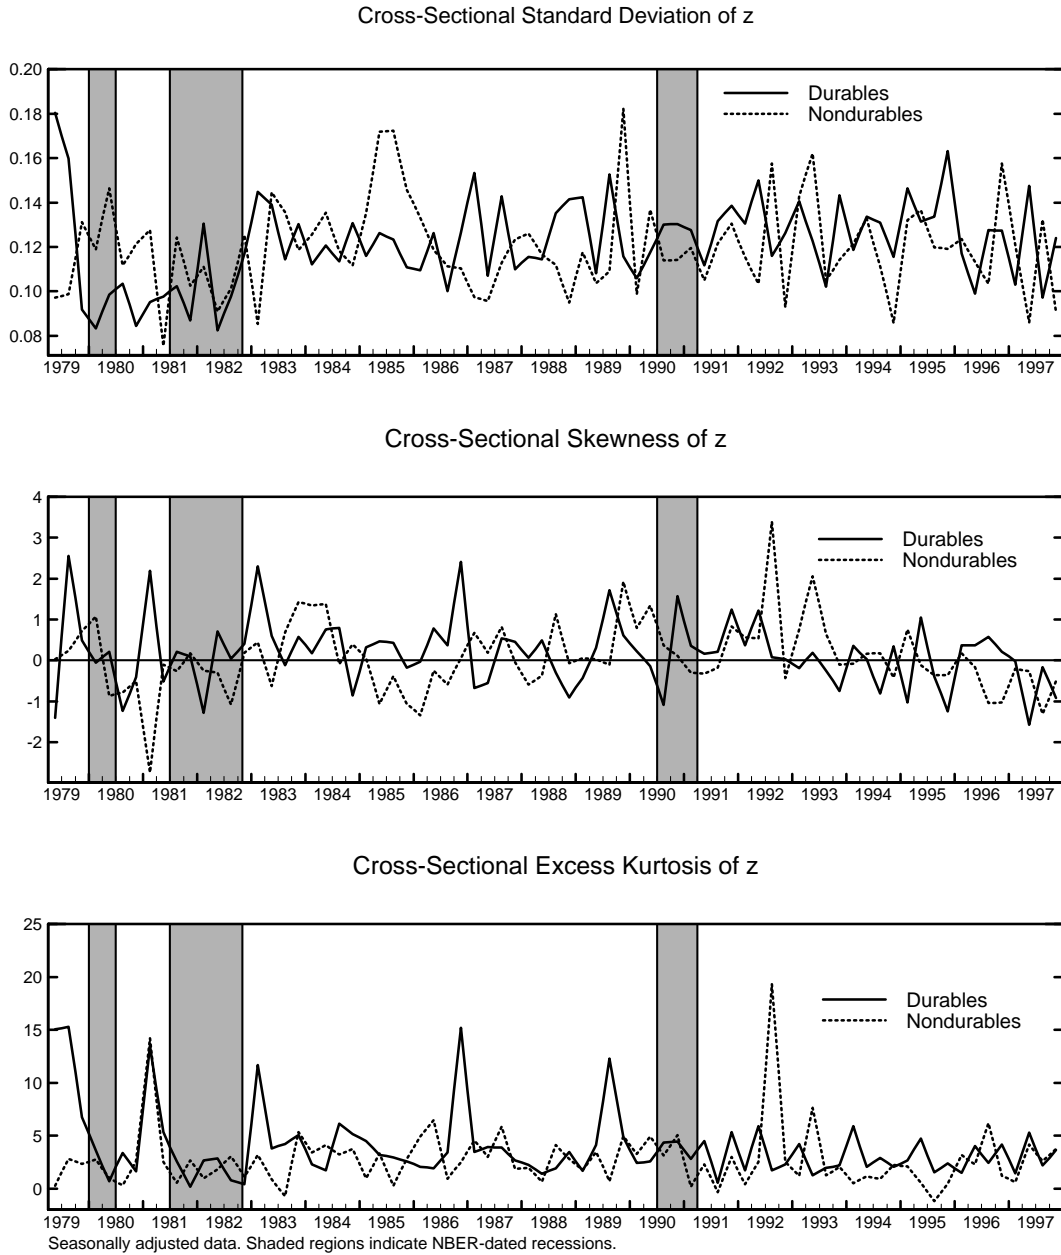 Cross-Sectional Standard Deviation of z
0.20
0.18
0.16
0.14
0.12
0.10
0.08
Durables
Nondurables
1979 1980 1981 1982 1983 1984 1985 1986 1987 1988 1989 1990 1991 1992 1993 1994 1995 1996 1997
Cross-Sectional Skewness of z
4
3
2
1
0
-1
-2
Durables
Nondurables
1979 1980 1981 1982 1983 1984 1985 1986 1987 1988 1989 1990 1991 1992 1993 1994 1995 1996 1997
Cross-Sectional Excess Kurtosis of z
25
20
15
10
5
0
Durables
Nondurables
1979 1980 1981 1982 1983 1984 1985 1986 1987 1988 1989 1990 1991 1992 1993 1994 1995 1996 1997
Seasonally adjusted data. Shaded regions indicate NBER-dated recessions.